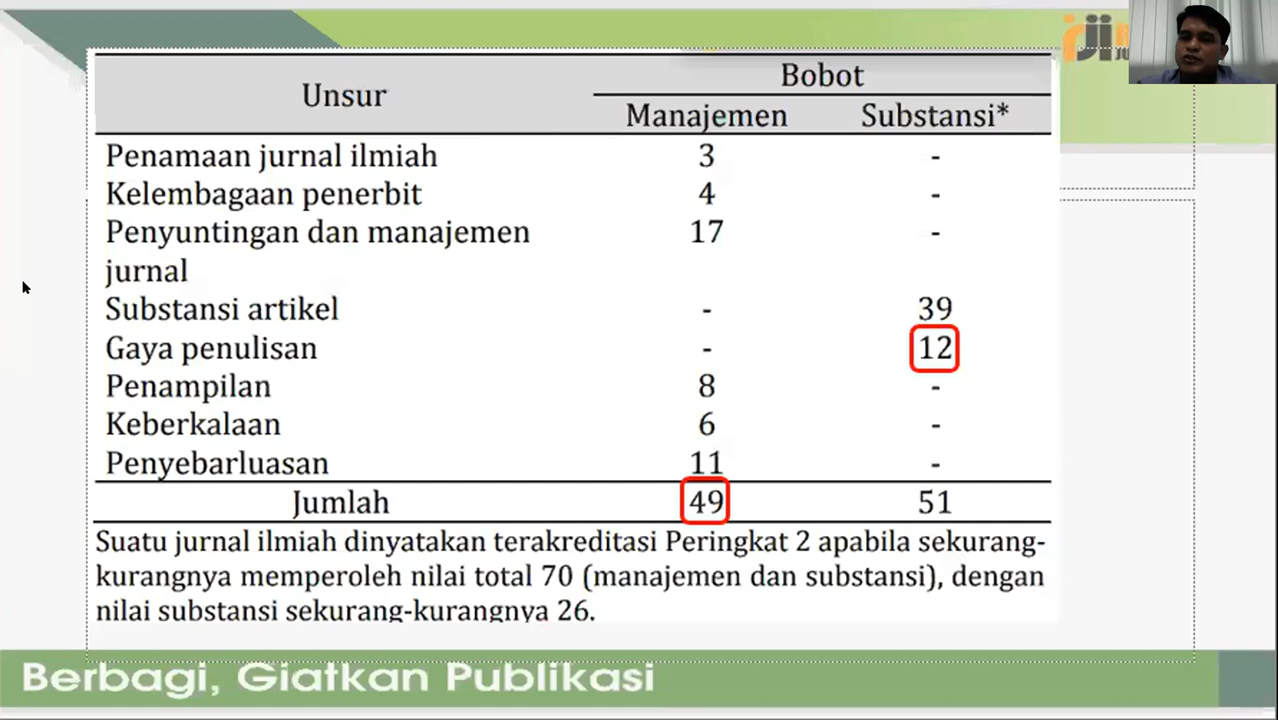 Unsur
Bobot
Manajemen Substansi*
Penamaan jurnal ilmiah 3 -
Kelembagaan penerbit 4 -
Penyuntingan dan manajemen 17 -
jurnal
Substansi artikel - 39
Gaya penulisan - 12
Penampilan 8 -
Keberkalaan 6 -
Penyebarluasan 11 -
Jumlah 49 51
Suatu jurnal ilmiah dinyatakan terakreditasi Peringkat 2 apabila sekurang-
kurangnya memperoleh nilai total 70 (manajemen dan substansi), dengan
nilai substansi sekurang-kurangnya 26.
Berbagi, Giatkan Publikasi